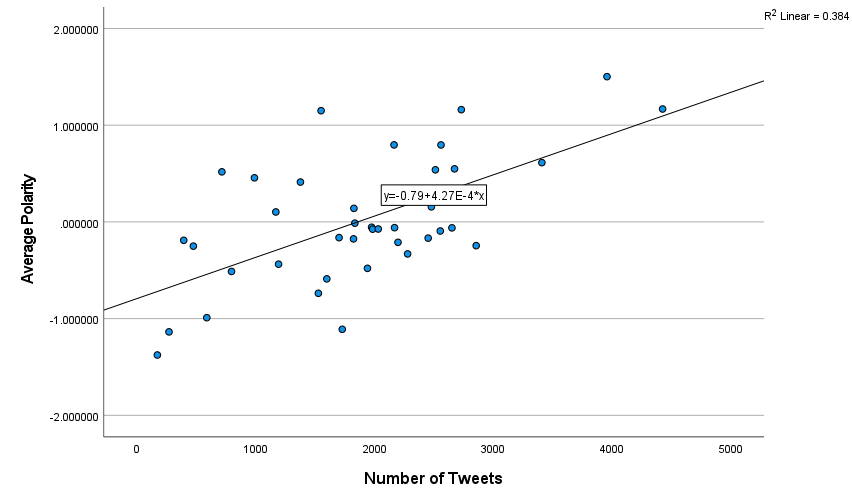 R2 Linear = 0.384
2.000000
1.000000
.000000
-1.000000
-2.000000
Average Polarity
y=-0.79+4.27E-4*x
0 1000 2000 3000 4000 5000
Number of Tweets